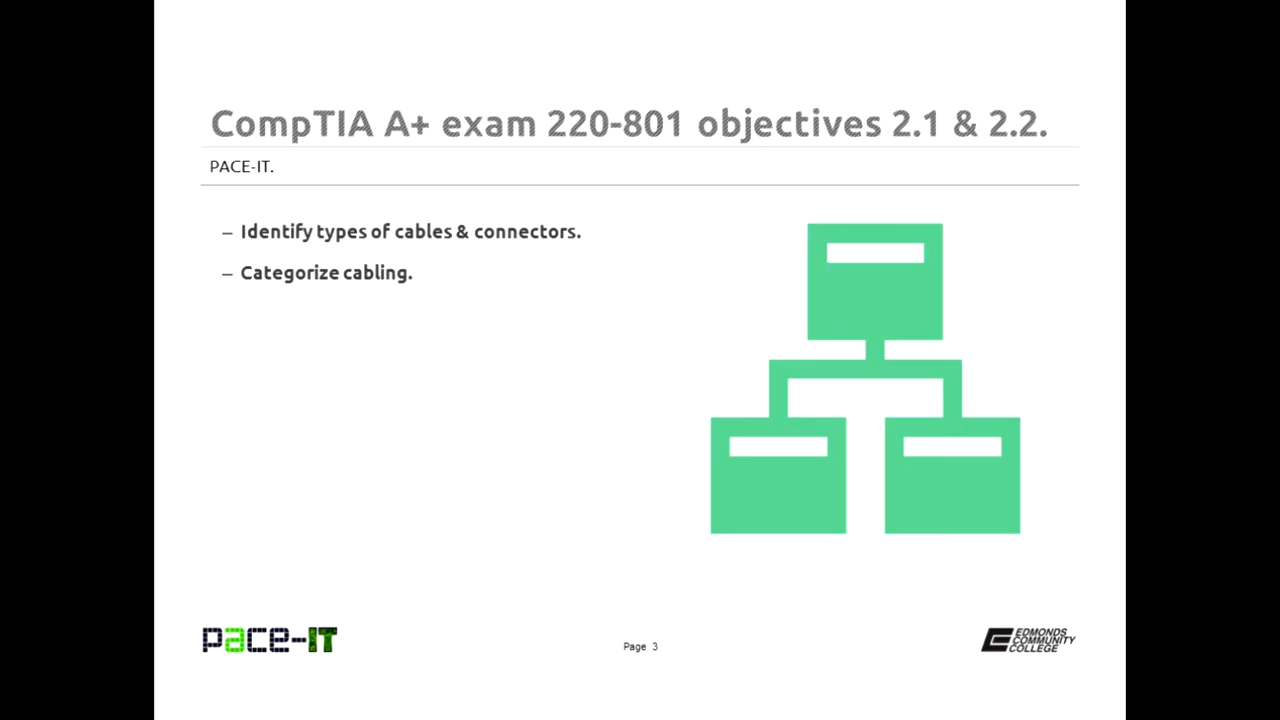 CompTIA A+ exam 220-801 objectives 2.1 & 2.2.
PACE-IT.
– Identify types of cables & connectors.
– Categorize cabling.
pace-IT
Page 3
EDMONDS
COMMUNITY
COLLEGE